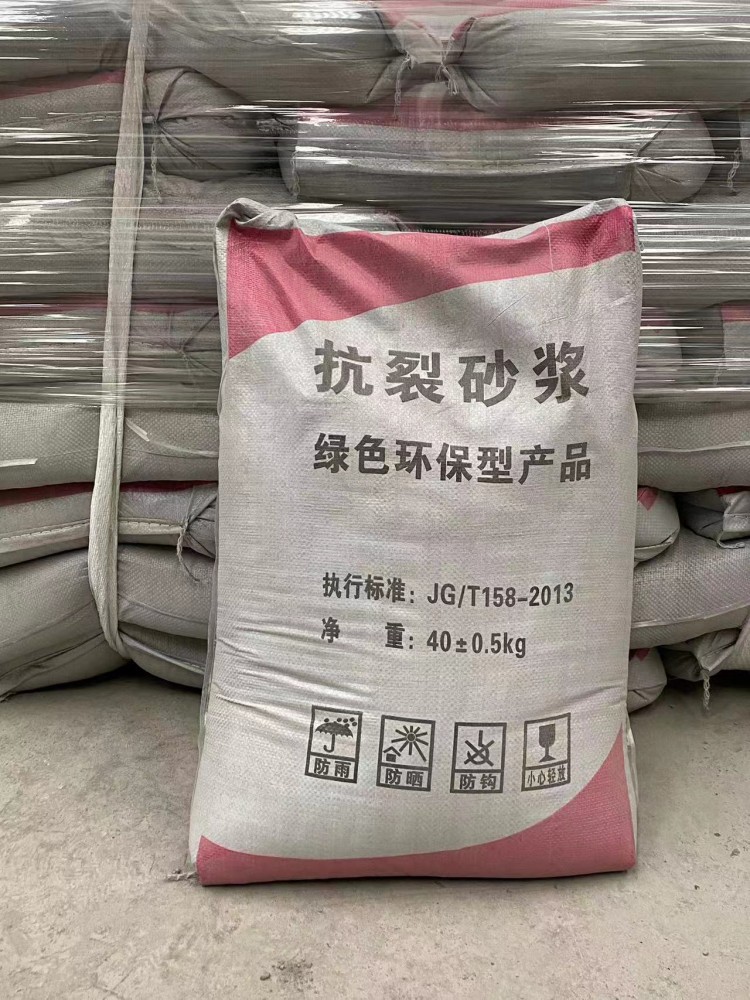 抗裂砂浆
绿色环保型产品
执行标准：JG/T158-2013
净 重：40±0.5kg
防雨 防晒 防钩 小心轻放